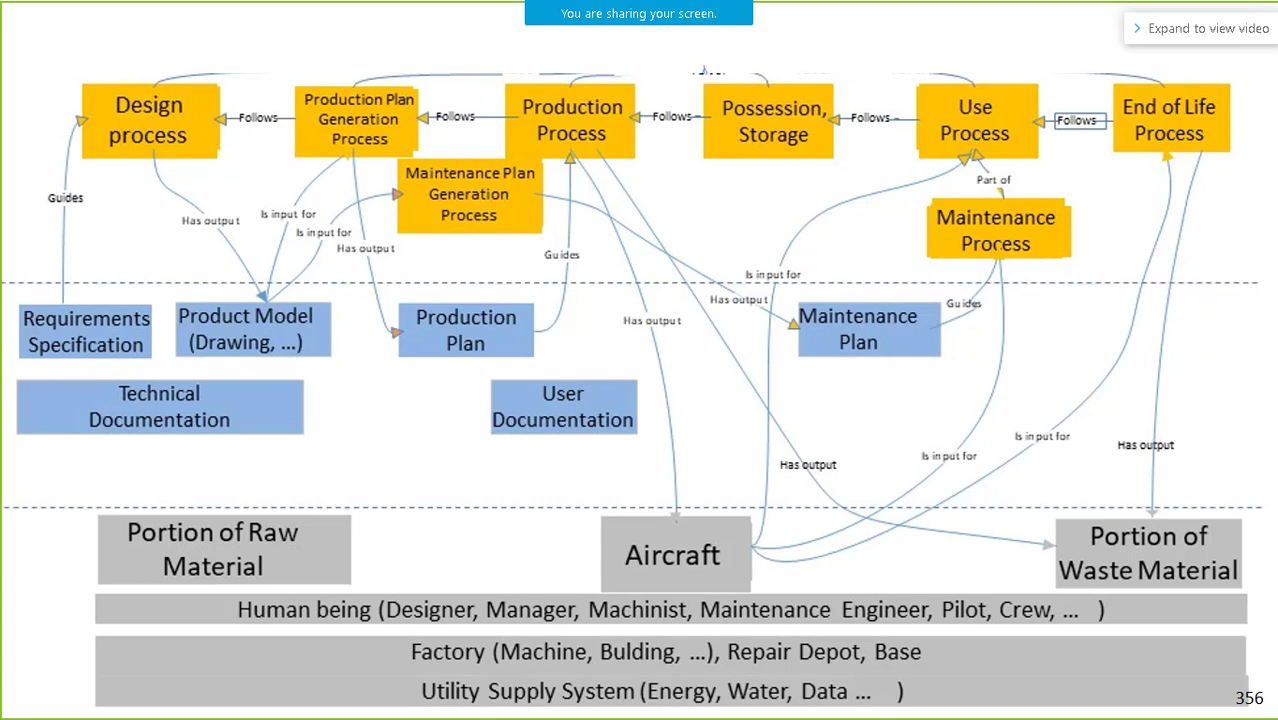 You are sharing your screen.
Expand to view video
Design
process
Follows
Production Plan
Generation
Process
Follows
Production
Process
Follows
Possession,
Storage
Follows
Use
Process
Follows
End of Life
Process
Maintenance Plan
Generation
Process
Part of
Maintenance
Process
Guides
Has output
Is input for
Is input for
Has output
Guides
Is input for
Has output
Has output
Guides
Requirements
Specification
Product Model
(Drawing, ...)
Production
Plan
Maintenance
Plan
Technical
Documentation
User
Documentation
Has output
Is input for
Is input for
Has output
Portion of Raw
Material
Aircraft
Portion of
Waste Material
Human being (Designer, Manager, Machinist, Maintenance Engineer, Pilot, Crew, ... )
Factory (Machine, Bulding, ...), Repair Depot, Base
Utility Supply System (Energy, Water, Data ... )
356